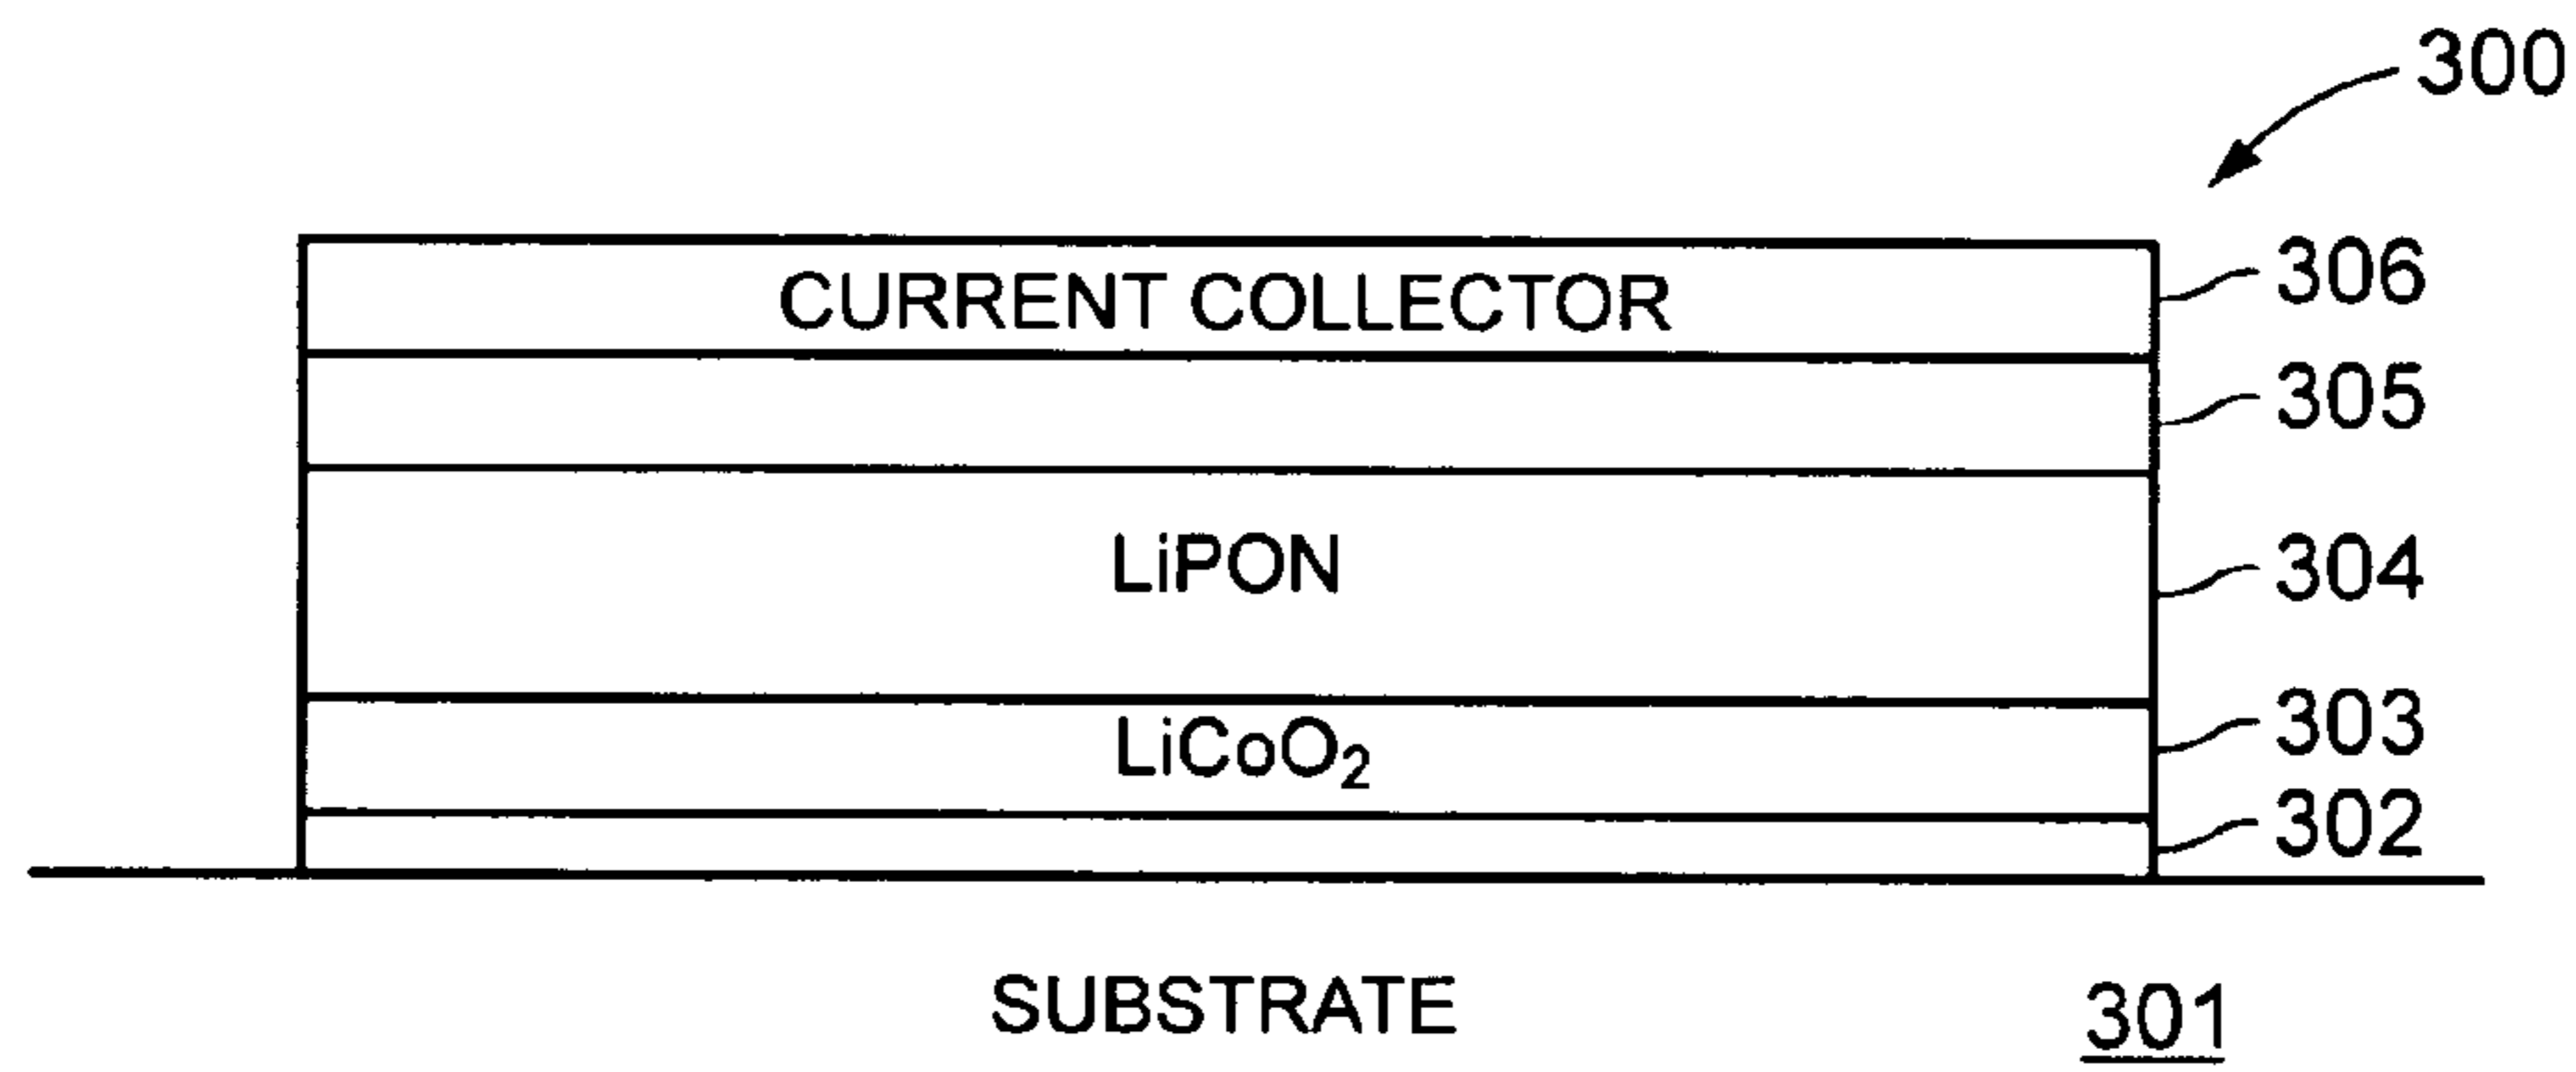 300
CURRENT COLLECTOR 306
305
LiPON 304
LiCoO₂ 303
302
SUBSTRATE 301